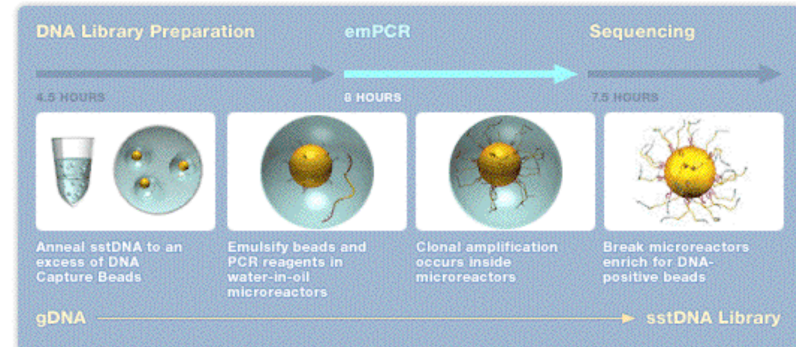 DNA Library Preparation
emPCR
Sequencing
4.5 HOURS
8 HOURS
7.5 HOURS
Anneal sstDNA to an
excess of DNA
Capture Beads
Emulsify beads and
PCR reagents in
water-in-oil
microreactors
Clonal amplification
occurs inside
microreactors
Break microreactors
enrich for DNA-
positive beads
gDNA
sstDNA Library